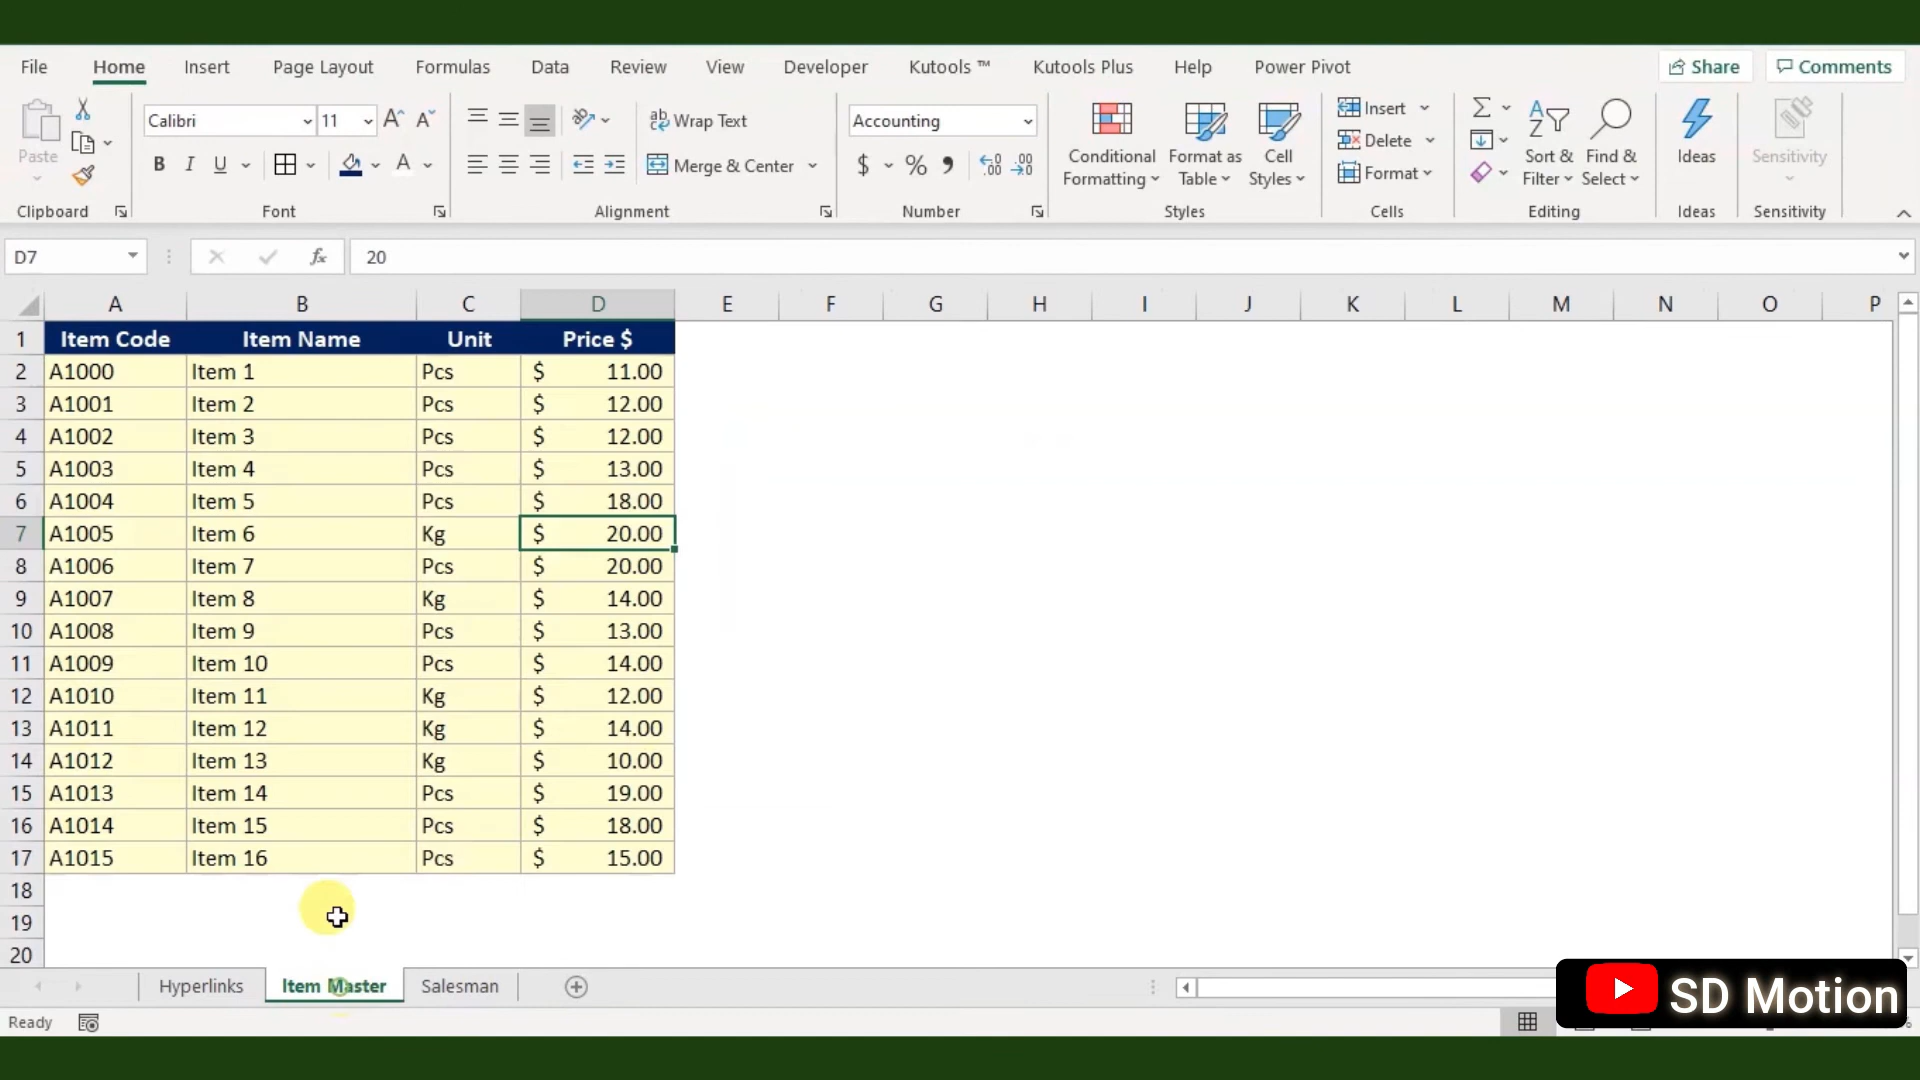 File Home Insert Page Layout Formulas Data Review View Developer Kutools ™ Kutools Plus Help Power Pivot Share Comments
Paste Calibri 11 A A ab Wrap Text Accounting Conditional Formatting Format as Table Cell Styles Insert Delete Format Sort & Filter Find & Select Ideas Sensitivity
B I U A Merge & Center $ % 9 .00 .00
Clipboard Font Alignment Number Styles Cells Editing Ideas Sensitivity
D7 fx 20
A B C D E F G H I J K L M N O P
1 Item Code Item Name Unit Price $
2 A1000 Item 1 Pcs $ 11.00
3 A1001 Item 2 Pcs $ 12.00
4 A1002 Item 3 Pcs $ 12.00
5 A1003 Item 4 Pcs $ 13.00
6 A1004 Item 5 Pcs $ 18.00
7 A1005 Item 6 Kg $ 20.00
8 A1006 Item 7 Pcs $ 20.00
9 A1007 Item 8 Kg $ 14.00
10 A1008 Item 9 Pcs $ 13.00
11 A1009 Item 10 Pcs $ 14.00
12 A1010 Item 11 Kg $ 12.00
13 A1011 Item 12 Kg $ 14.00
14 A1012 Item 13 Kg $ 10.00
15 A1013 Item 14 Pcs $ 19.00
16 A1014 Item 15 Pcs $ 18.00
17 A1015 Item 16 Pcs $ 15.00
18
19
20
Hyperlinks Item Master Salesman
SD Motion
Ready